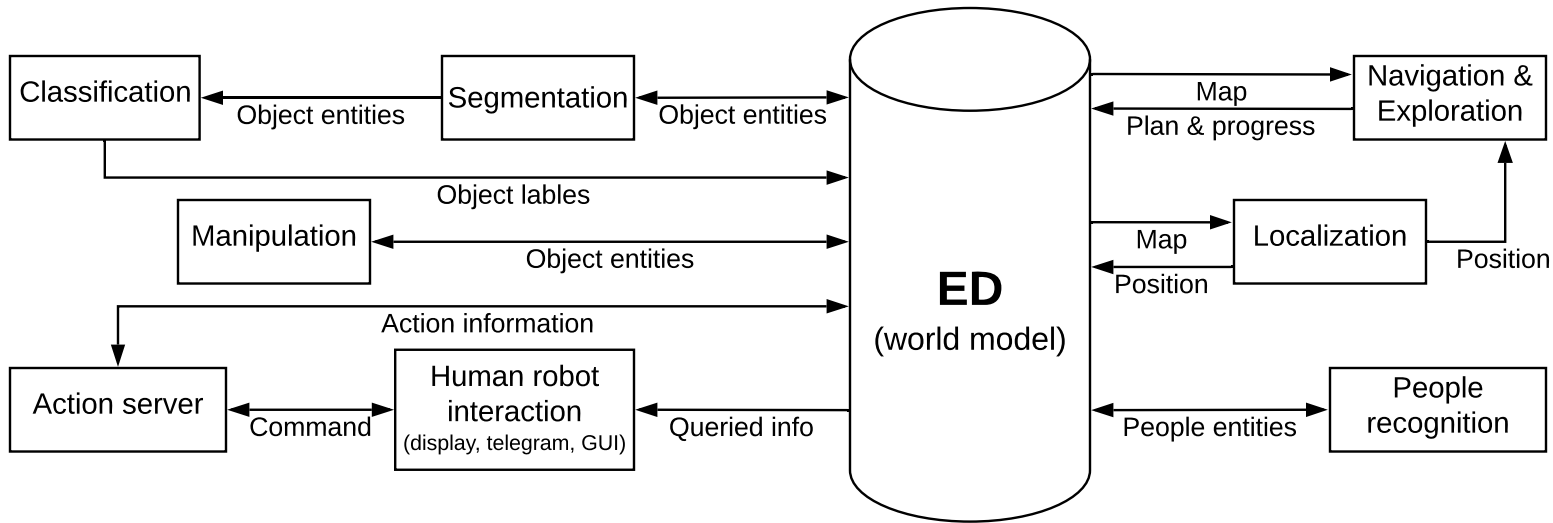 Classification
Object entities
Segmentation
Object entities
Map
Plan & progress
Navigation &
Exploration
Object lables
Manipulation
Object entities
Map
Position
Localization
Position
ED
(world model)
Action information
Action server
Command
Human robot
interaction
(display, telegram, GUI)
Queried info
People entities
People
recognition